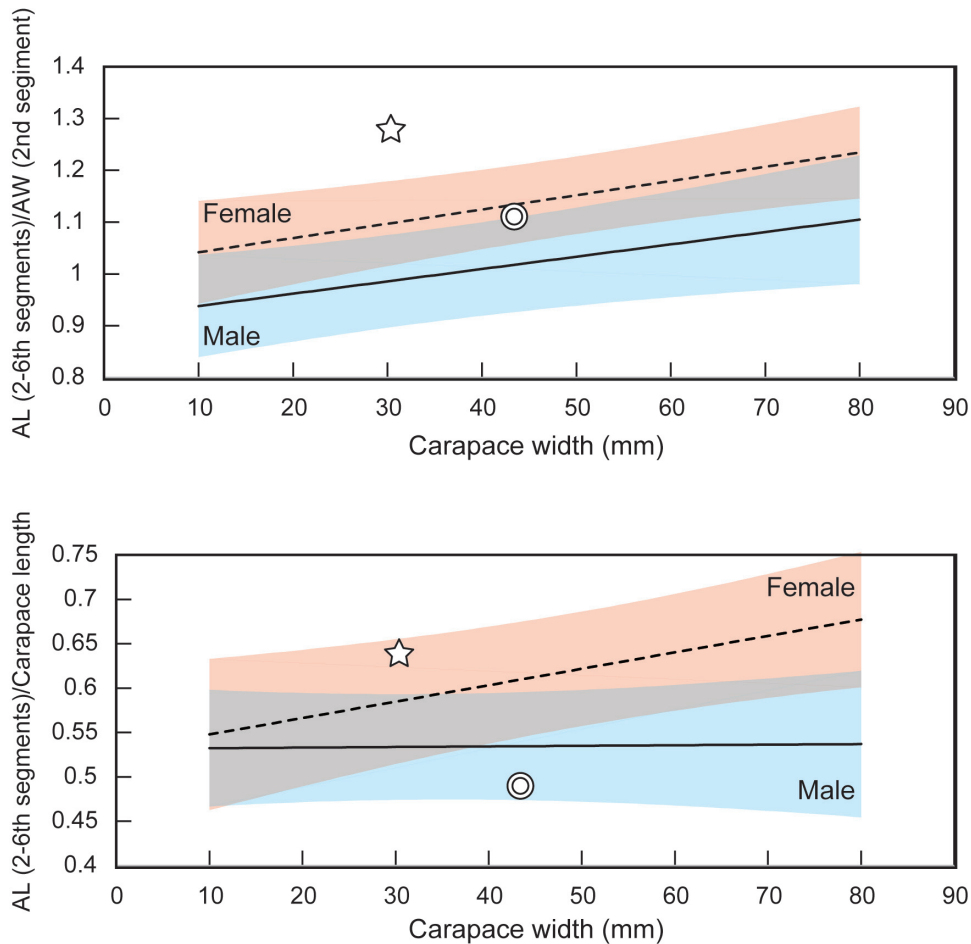 AL (2-6th segments)/AW (2nd segiment)
1.4
1.3
1.2
1.1
1
0.9
0.8
Female
Male
0 10 20 30 40 50 60 70 80 90
Carapace width (mm)
AL (2-6th segments)/Carapace length
0.75
0.7
0.65
0.6
0.55
0.5
0.45
0.4
Female
Male
0 10 20 30 40 50 60 70 80 90
Carapace width (mm)